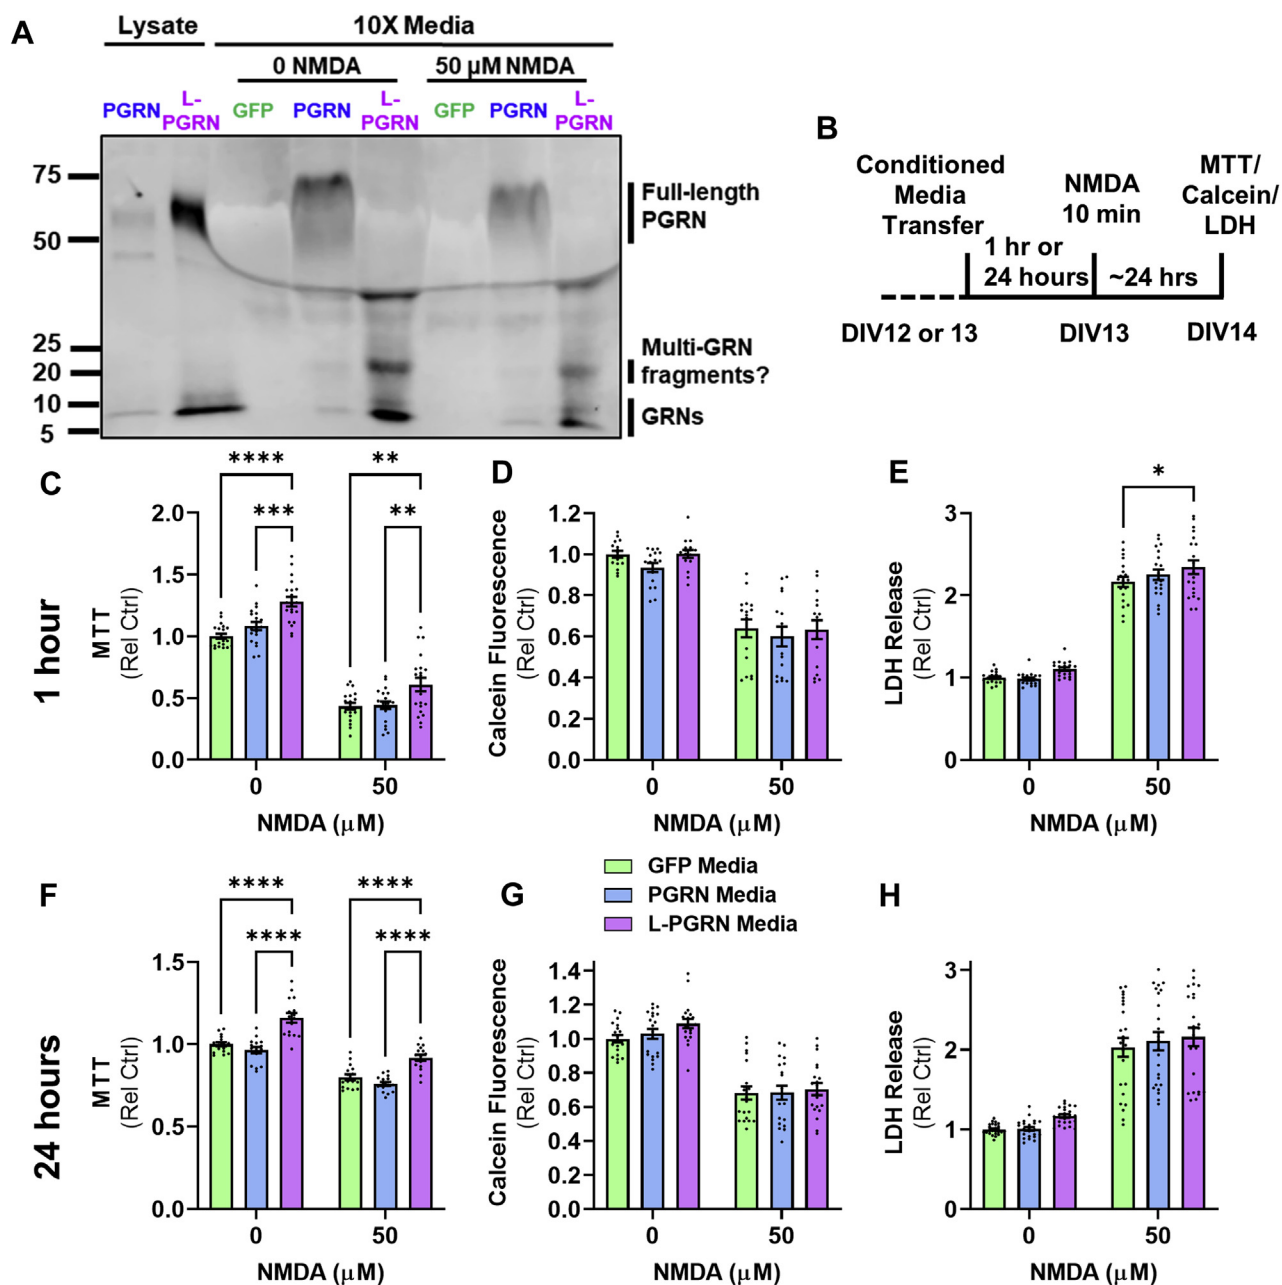 A
Lysate
10X Media
0 NMDA
50 µM NMDA
PGRN
L-
PGRN
GFP
PGRN
L-
PGRN
GFP
PGRN
L-
PGRN
75
50
25
20
10
5
Full-length
PGRN
Multi-GRN
fragments?
GRNs
B
Conditioned
Media
Transfer
NMDA
10 min
MTT/
Calcein/
LDH
1 hr or
24 hours
~24 hrs
DIV12 or 13
DIV13
DIV14
1 hour
C
MTT
(Rel Ctrl)
2.0
1.5
1.0
0.5
0.0
****
***
**
**
0
50
NMDA (μM)
D
Calcein Fluorescence
(Rel Ctrl)
1.2
1.0
0.8
0.6
0.4
0.2
0.0
0
50
NMDA (μM)
E
LDH Release
(Rel Ctrl)
3
2
1
0
*
0
50
NMDA (μM)
GFP Media
PGRN Media
L-PGRN Media
24 hours
F
MTT
(Rel Ctrl)
1.5
1.0
0.5
0.0
****
****
****
****
0
50
NMDA (μM)
G
Calcein Fluorescence
(Rel Ctrl)
1.4
1.2
1.0
0.8
0.6
0.4
0.2
0.0
0
50
NMDA (μM)
H
LDH Release
(Rel Ctrl)
3
2
1
0
0
50
NMDA (μM)